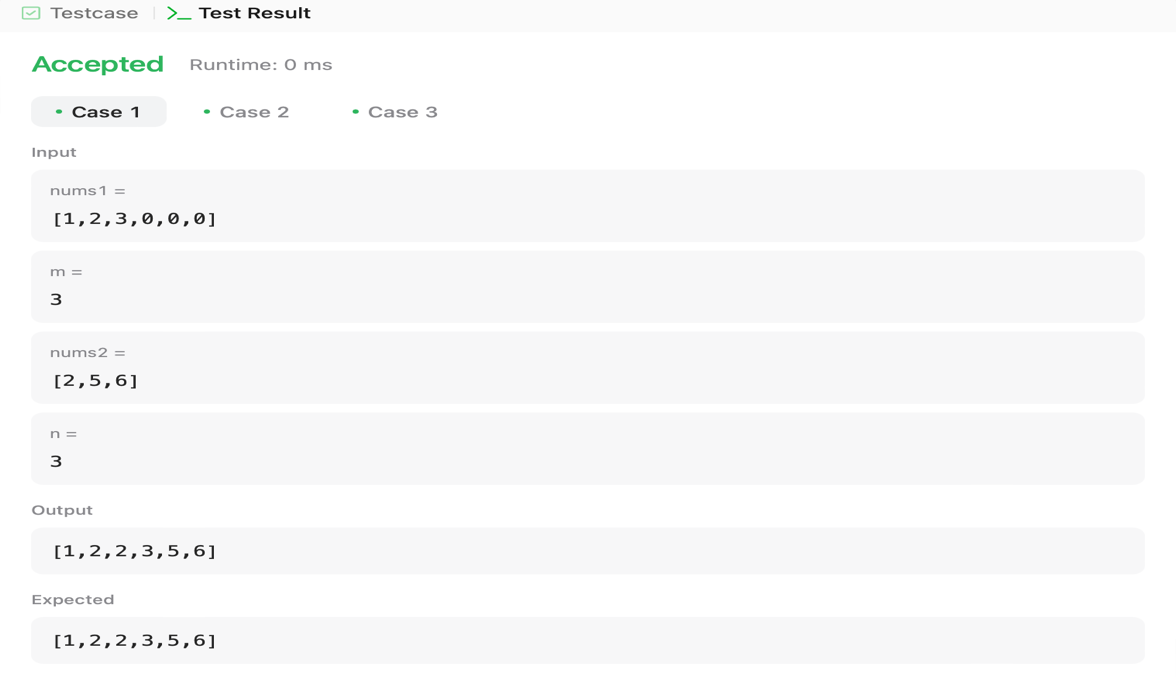 Testcase
Test Result
Accepted
Runtime: 0 ms
Case 1
Case 2
Case 3
Input
nums1 =
[1,2,3,0,0,0]
m =
3
nums2 =
[2,5,6]
n =
3
Output
[1,2,2,3,5,6]
Expected
[1,2,2,3,5,6]